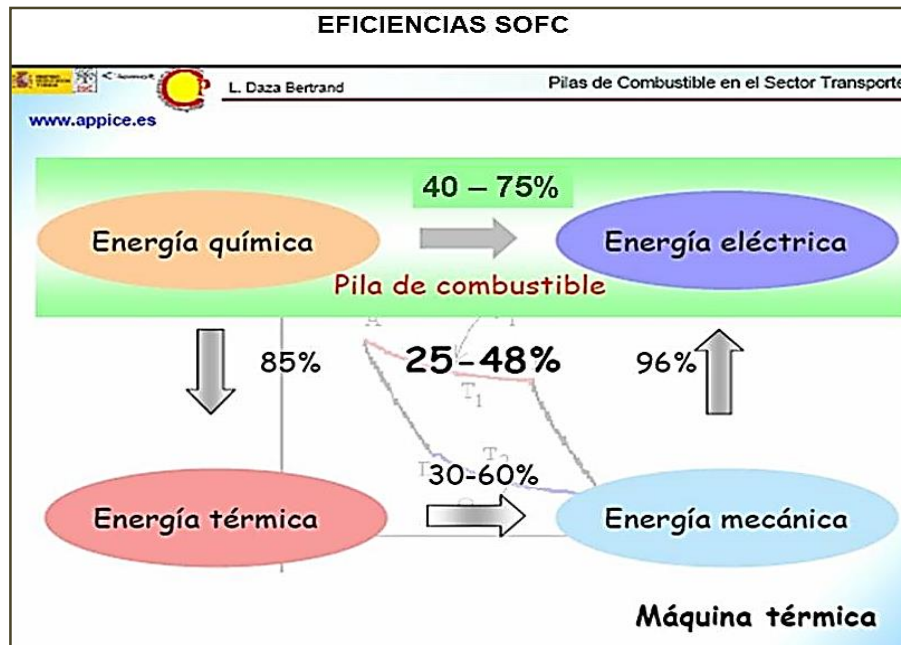 EFICIENCIAS SOFC
L. Daza Bertrand
Pilas de Combustible en el Sector Transporte
www.appice.es
40 – 75%
Energía química
Energía eléctrica
Pila de combustible
85%
25-48%
96%
T1
30-60%
Energía térmica
Energía mecánica
Máquina térmica